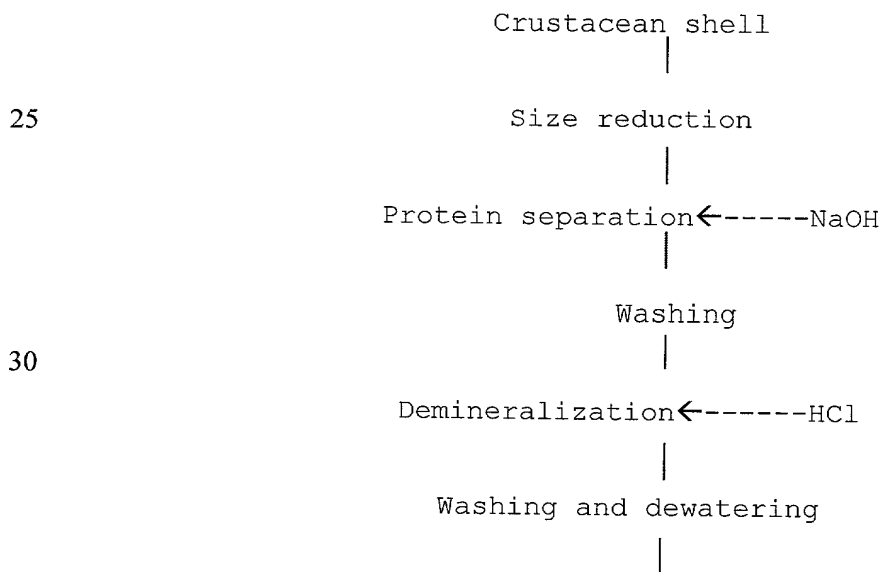 Crustacean shell
|
25 Size reduction
|
Protein separation←-----NaOH
|
Washing
|
30
Demineralization←------HCl
|
Washing and dewatering
|